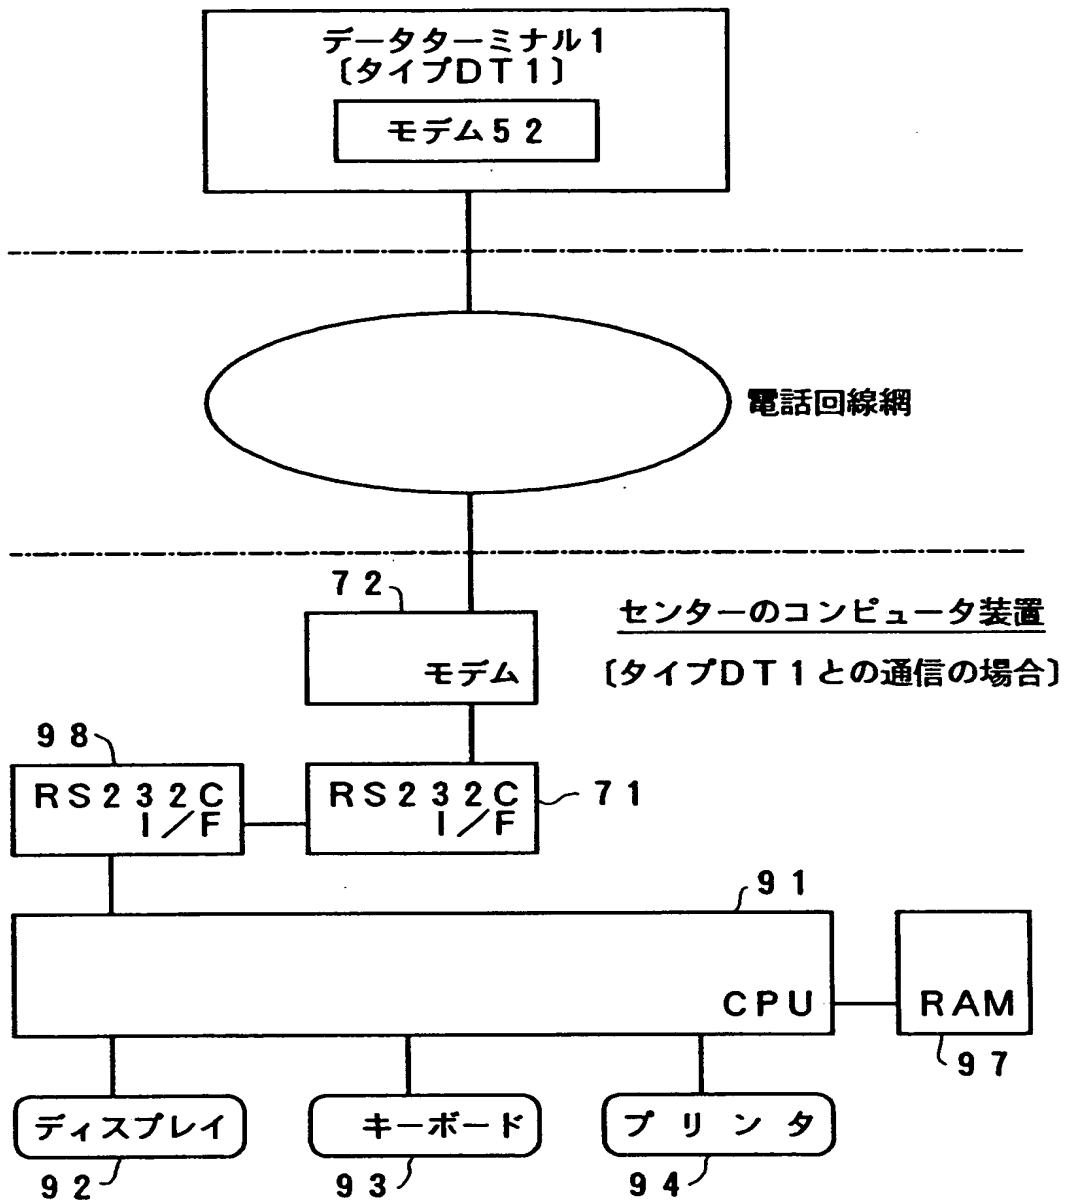 データターミナル1
〔タイプDT1〕
モデム52
電話回線網
72
センターのコンピュータ装置
モデム
〔タイプDT1との通信の場合〕
98
RS232C
I/F
RS232C
I/F
71
91
CPU
RAM
97
ディスプレイ
キーボード
プリンタ
92
93
94